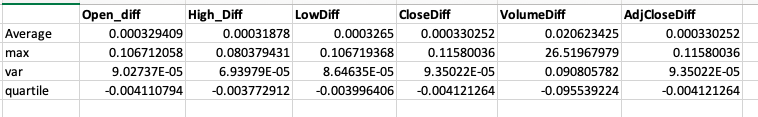 Open_diff High_Diff LowDiff CloseDiff VolumeDiff AdjCloseDiff
Average 0.000329409 0.00031878 0.0003265 0.000330252 0.020623425 0.000330252
max 0.106712058 0.080379431 0.106719368 0.11580036 26.51967979 0.11580036
var 9.02737E-05 6.93979E-05 8.64635E-05 9.35022E-05 0.090805782 9.35022E-05
quartile -0.004110794 -0.003772912 -0.003996406 -0.004121264 -0.095539224 -0.004121264